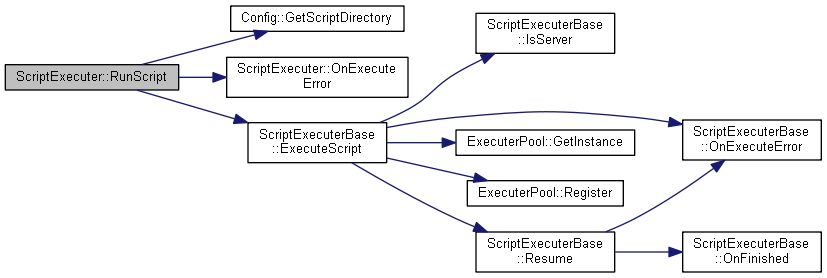 ScriptExecuter::RunScript
Config::GetScriptDirectory
ScriptExecuter::OnExecute
Error
ScriptExecuterBase
::ExecuteScript
ScriptExecuterBase
::IsServer
ExecuterPool::GetInstance
ExecuterPool::Register
ScriptExecuterBase
::Resume
ScriptExecuterBase
::OnExecuteError
ScriptExecuterBase
::OnFinished